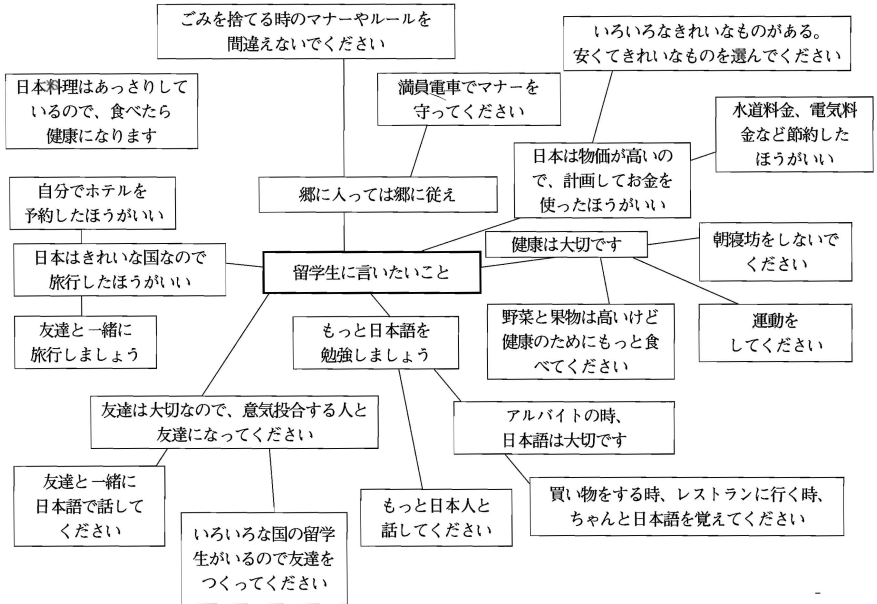 ごみを捨てる時のマナーやルールを
間違えないでください
いろいろなきれいなものがある。
安くてきれいなものを選んでください
日本料理はあっさりして
いるので、食べたら
健康になります
満員電車でマナーを
守ってください
水道料金、電気料
金など節約した
ほうがいい
日本は物価が高いの
で、計画してお金を
使ったほうがいい
自分でホテルを
予約したほうがいい
郷に入っては郷に従え
健康は大切です
朝寝坊をしないで
ください
日本はきれいな国なので
旅行したほうがいい
留学生に言いたいこと
友達と一緒に
旅行しましょう
もっと日本語を
勉強しましょう
野菜と果物は高いけど
健康のためにもっと食
べてください
運動を
してください
友達は大切なので、意気投合する人と
友達になってください
アルバイトの時、
日本語は大切です
友達と一緒に
日本語で話して
ください
いろいろな国の留学
生がいるので友達を
つくってください
もっと日本人と
話してください
買い物をする時、レストランに行く時、
ちゃんと日本語を覚えてください